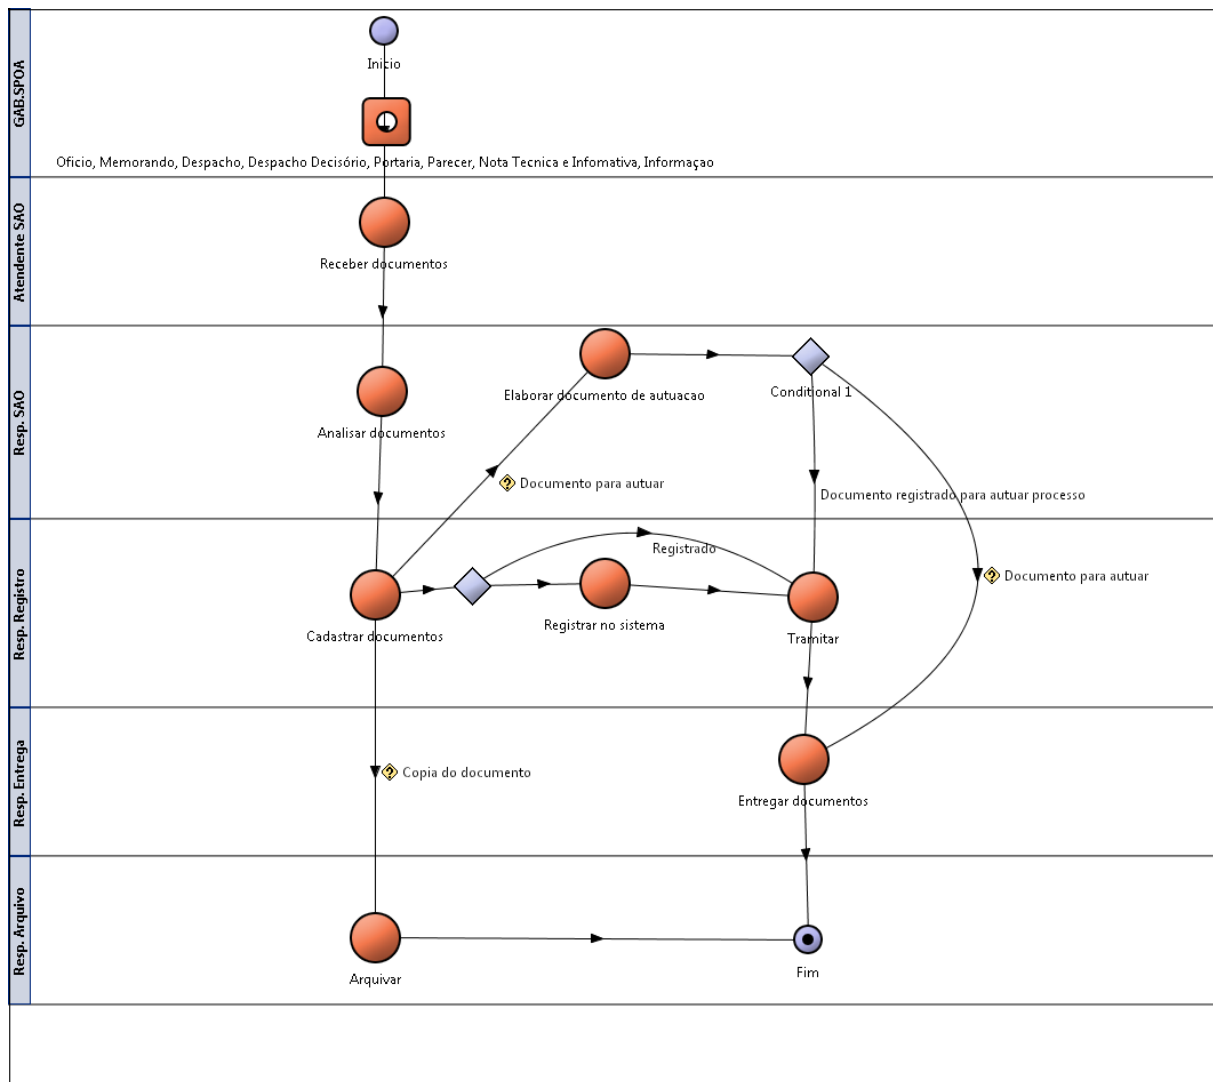 GAB.SPOA
Inicio
Oficio, Memorando, Despacho, Despacho Decisório, Portaria, Parecer, Nota Tecnica e Infomativa, Informaçao
Atendente SAO
Receber documentos
Resp. SAO
Elaborar documento de autuacao
Conditional 1
Analisar documentos
Documento para autuar
Documento registrado para autuar processo
Resp. Registro
Registrado
Documento para autuar
Cadastrar documentos
Registrar no sistema
Tramitar
Resp. Entrega
Copia do documento
Entregar documentos
Resp. Arquivo
Arquivar
Fim